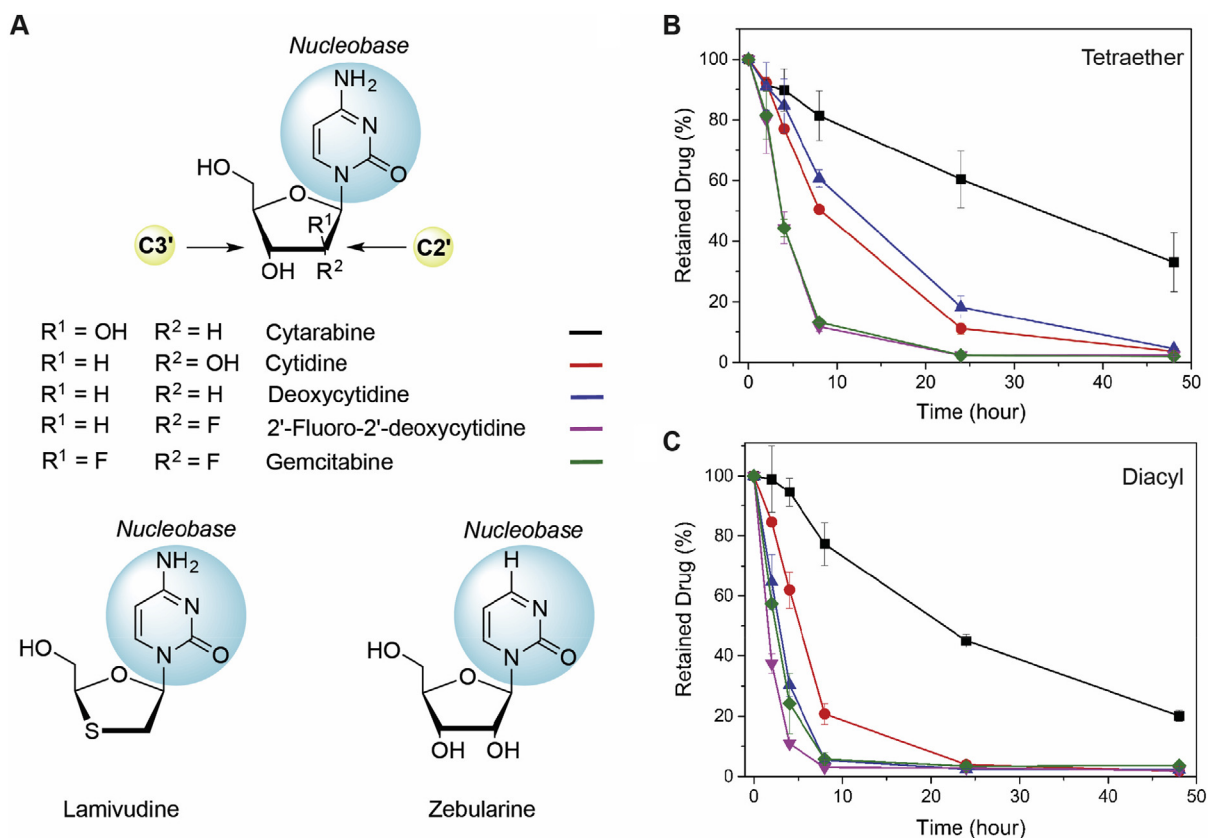 A
Nucleobase
NH2
N
N
O
HO
O
R1
C3'
C2'
OH
R2
R1 = OH R2 = H Cytarabine
R1 = H R2 = OH Cytidine
R1 = H R2 = H Deoxycytidine
R1 = H R2 = F 2'-Fluoro-2'-deoxycytidine
R1 = F R2 = F Gemcitabine
Nucleobase
NH2
N
N
O
HO
O
S
Lamivudine
Nucleobase
H
N
N
O
HO
O
OH OH
Zebularine
B
Tetraether
Retained Drug (%)
100
80
60
40
20
0
0 10 20 30 40 50
Time (hour)
C
Diacyl
Retained Drug (%)
100
80
60
40
20
0
0 10 20 30 40 50
Time (hour)